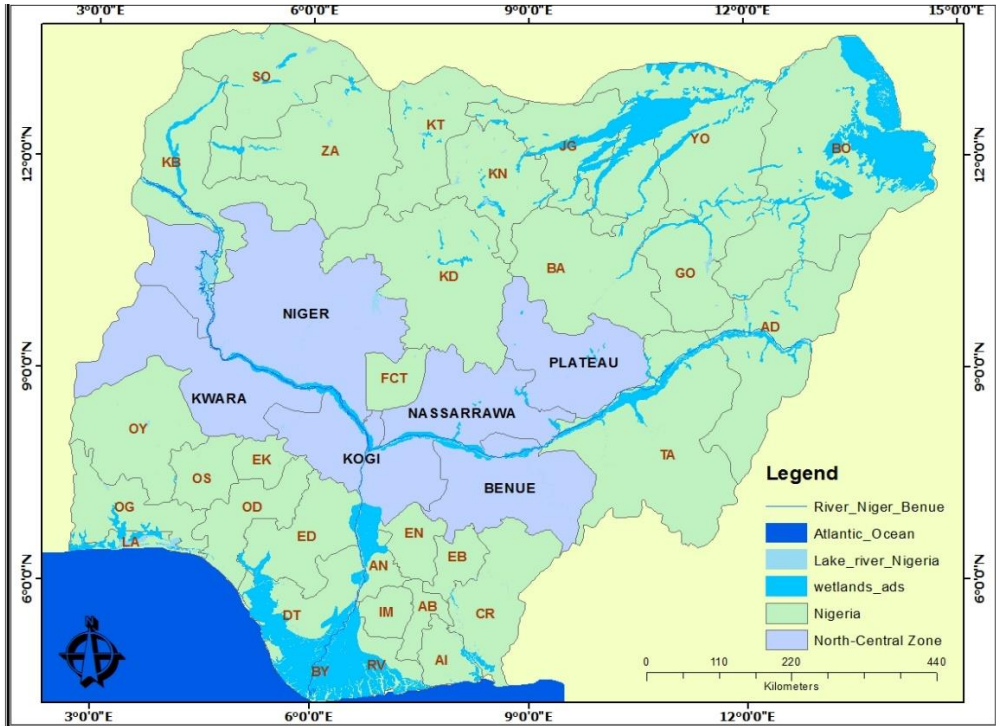 3°0'0"E 6°0'0"E 9°0'0"E 12°0'0"E 15°0'0"E
12°0'0"N
9°0'0"N
6°0'0"N
12°0'0"N
9°0'0"N
6°0'0"N
SO
KT
ZA
KB
KN
JG
YO
BO
KD
BA
GO
AD
NIGER
PLATEAU
FCT
KWARA
NASSARRAWA
OY
KOGI
TA
EK
OS
BENUE
OG
OD
LA
ED
EN
EB
AN
DT
IM
AB
CR
BY
RV
AI
Legend
River_Niger_Benue
Atlantic_Ocean
Lake_river_Nigeria
wetlands_ads
Nigeria
North-Central Zone
0 110 220 440
Kilometers
3°0'0"E 6°0'0"E 9°0'0"E 12°0'0"E